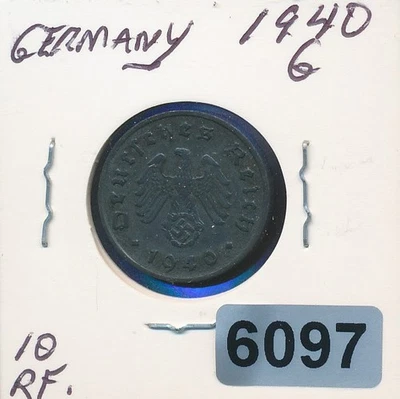 GERMANY 1940
G
Deutsches Reich
1940
10
RF.
6097